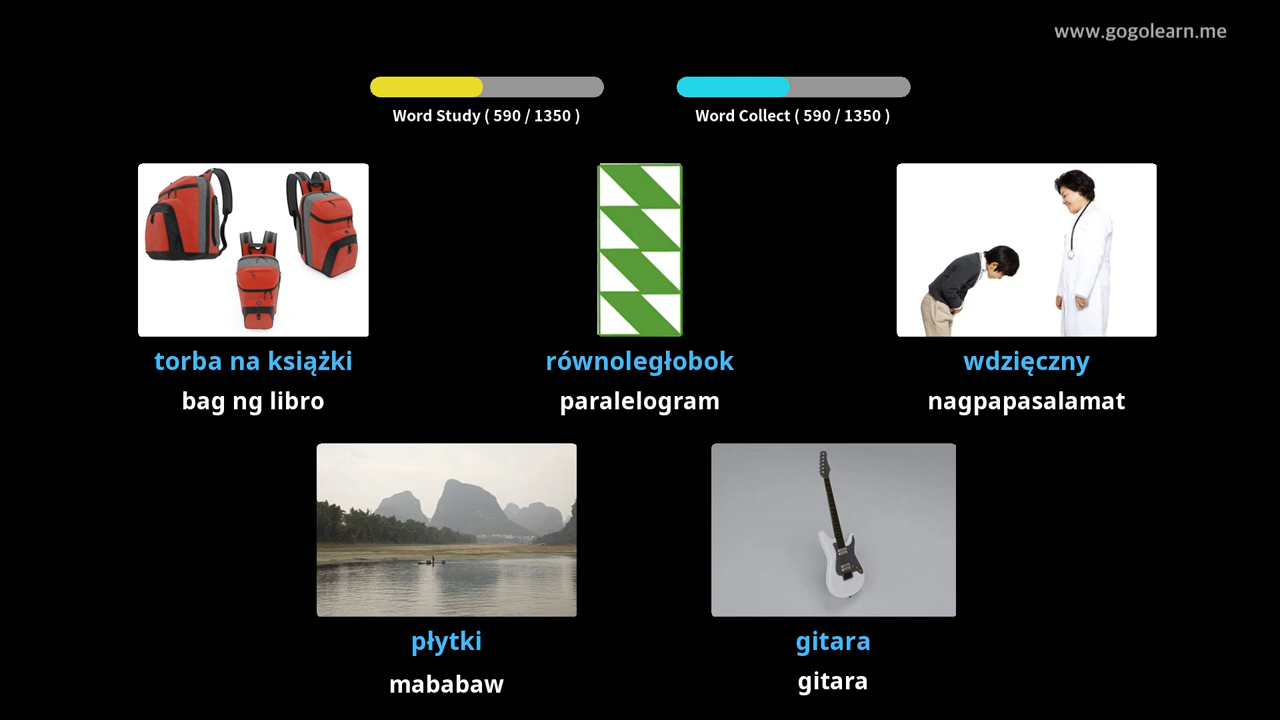 www.gogolearn.me
Word Study ( 590 / 1350 )
Word Collect ( 590 / 1350 )
torba na książki
równoległobok
wdzięczny
bag ng libro
paralelogram
nagpapasalamat
płytki
gitara
mababaw
gitara